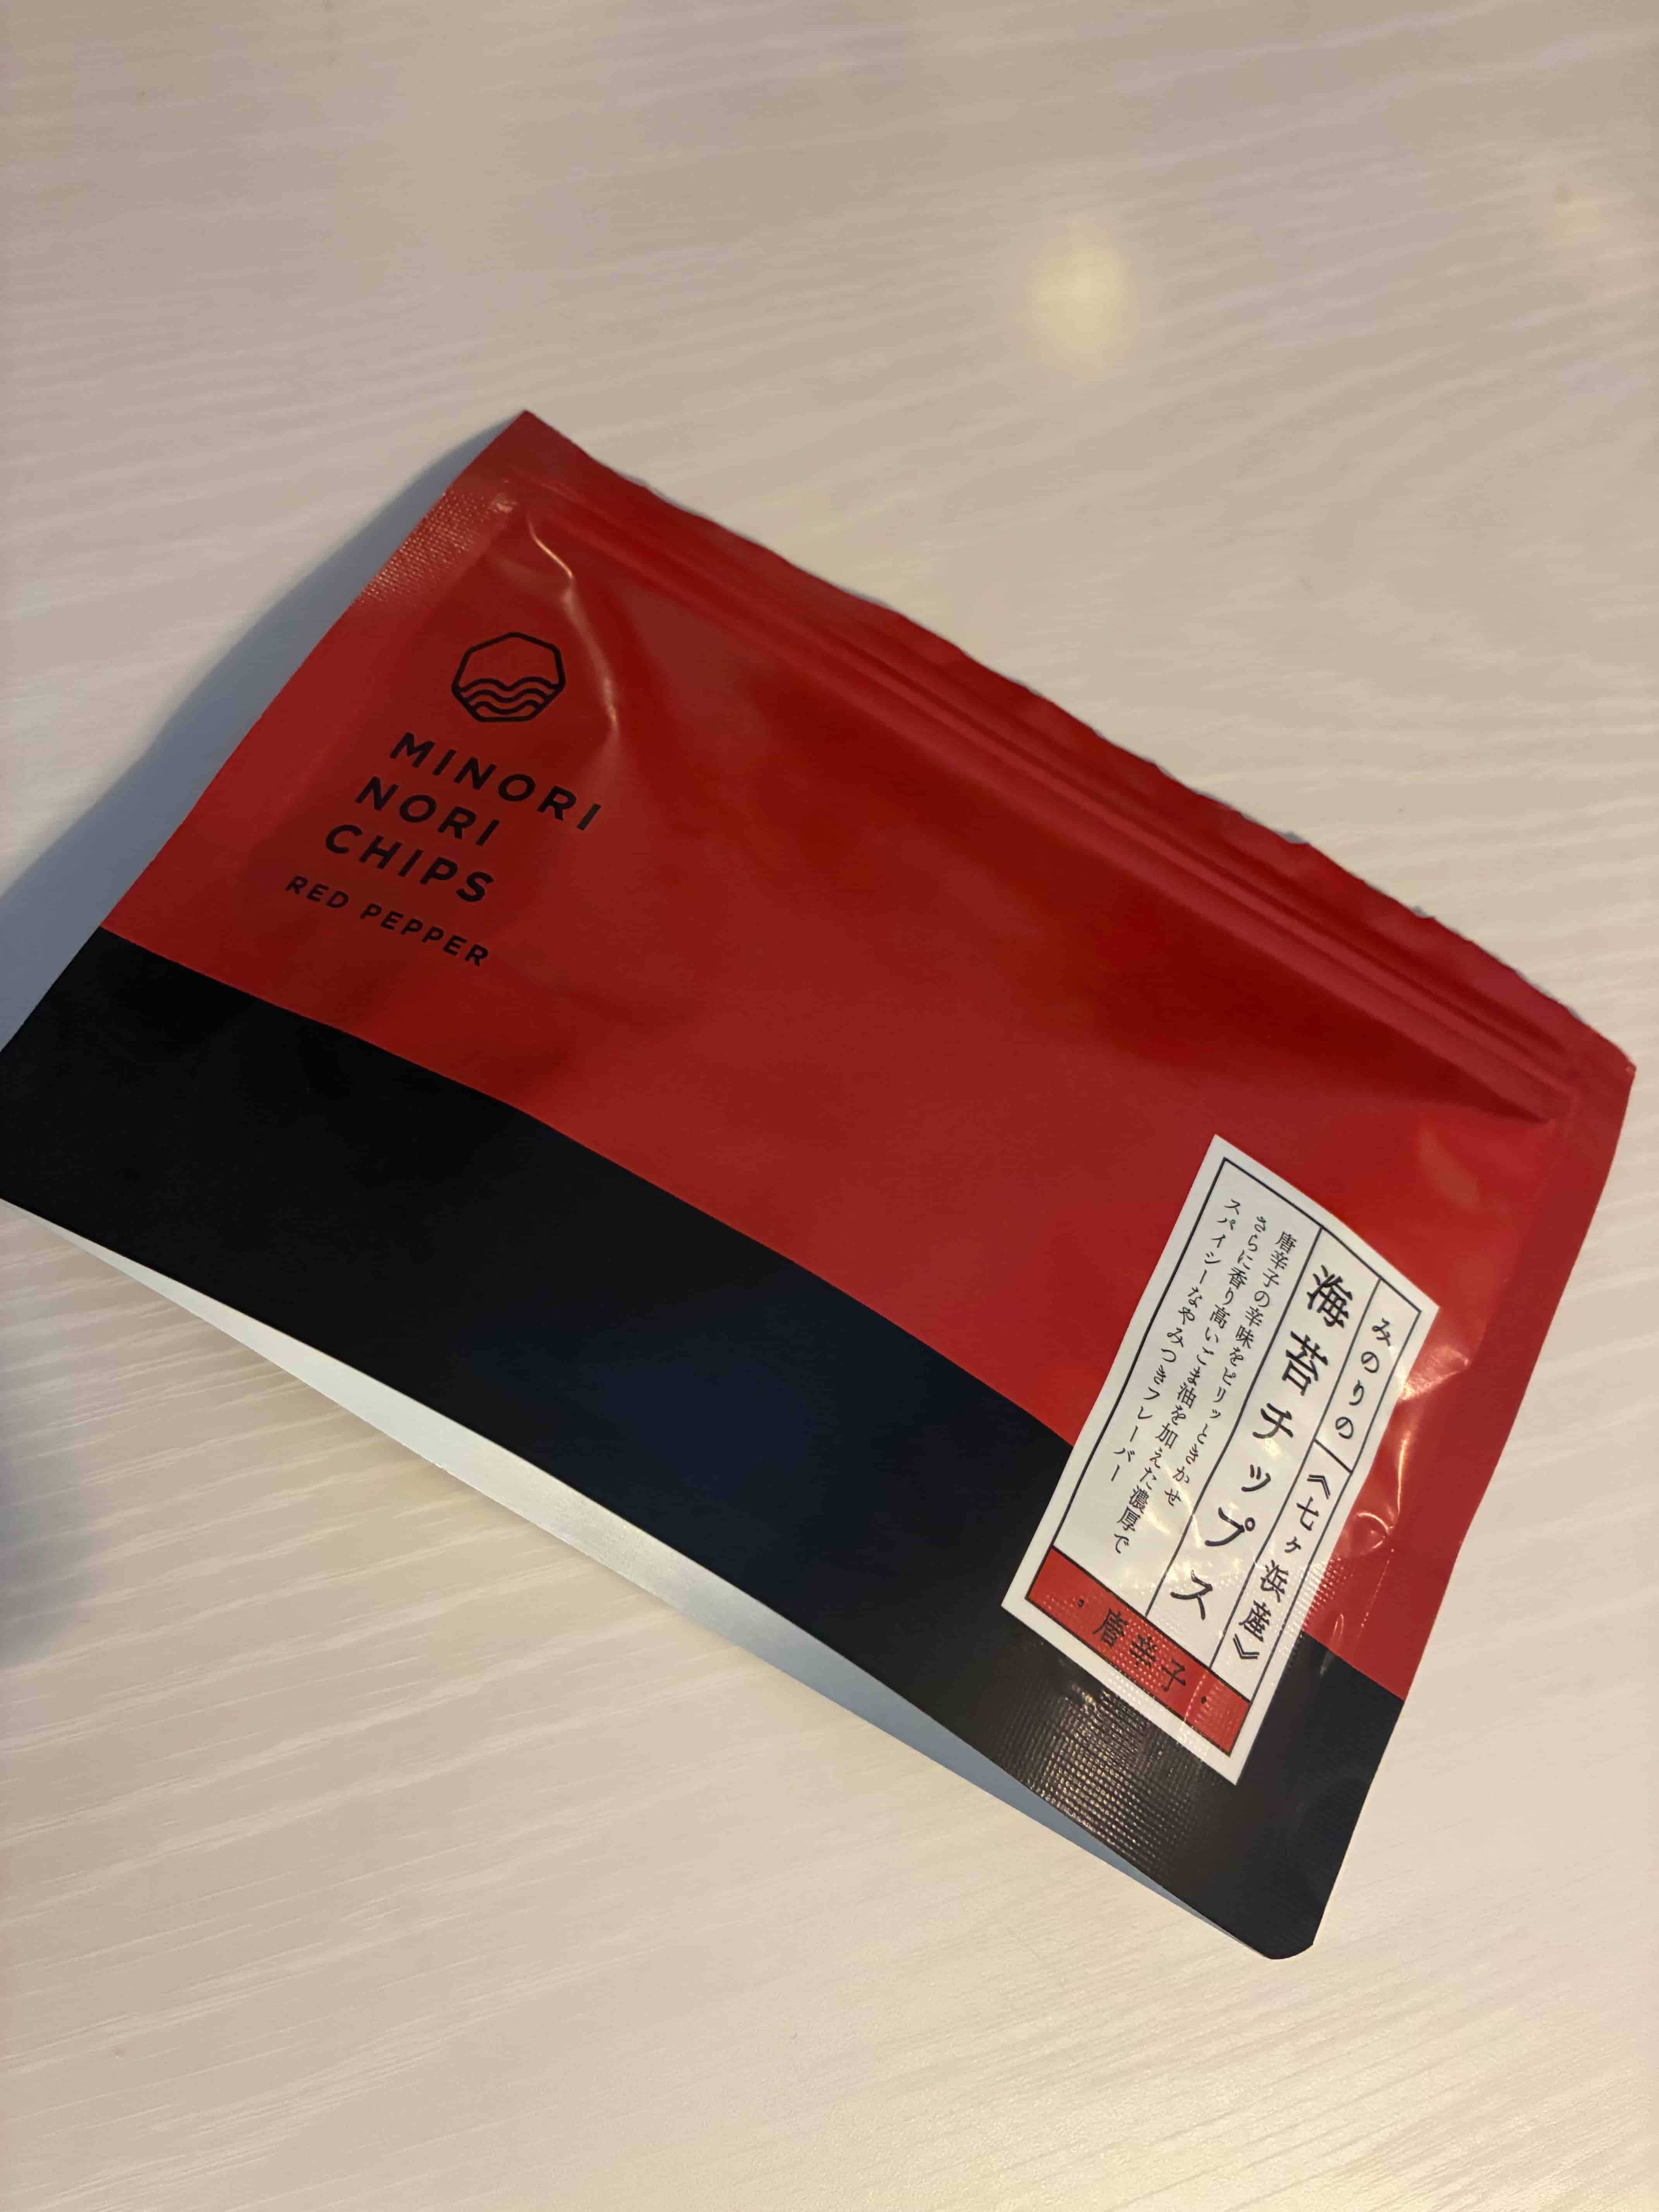 MINORI
NORI
CHIPS
RED PEPPER
みのりの
《七ヶ浜産》
海苔チップス
唐辛子の辛味をピリッときかせ
さらに香り高いごま油を加えた濃厚で
スパイシーなやみつきフレーバー
・唐辛子・